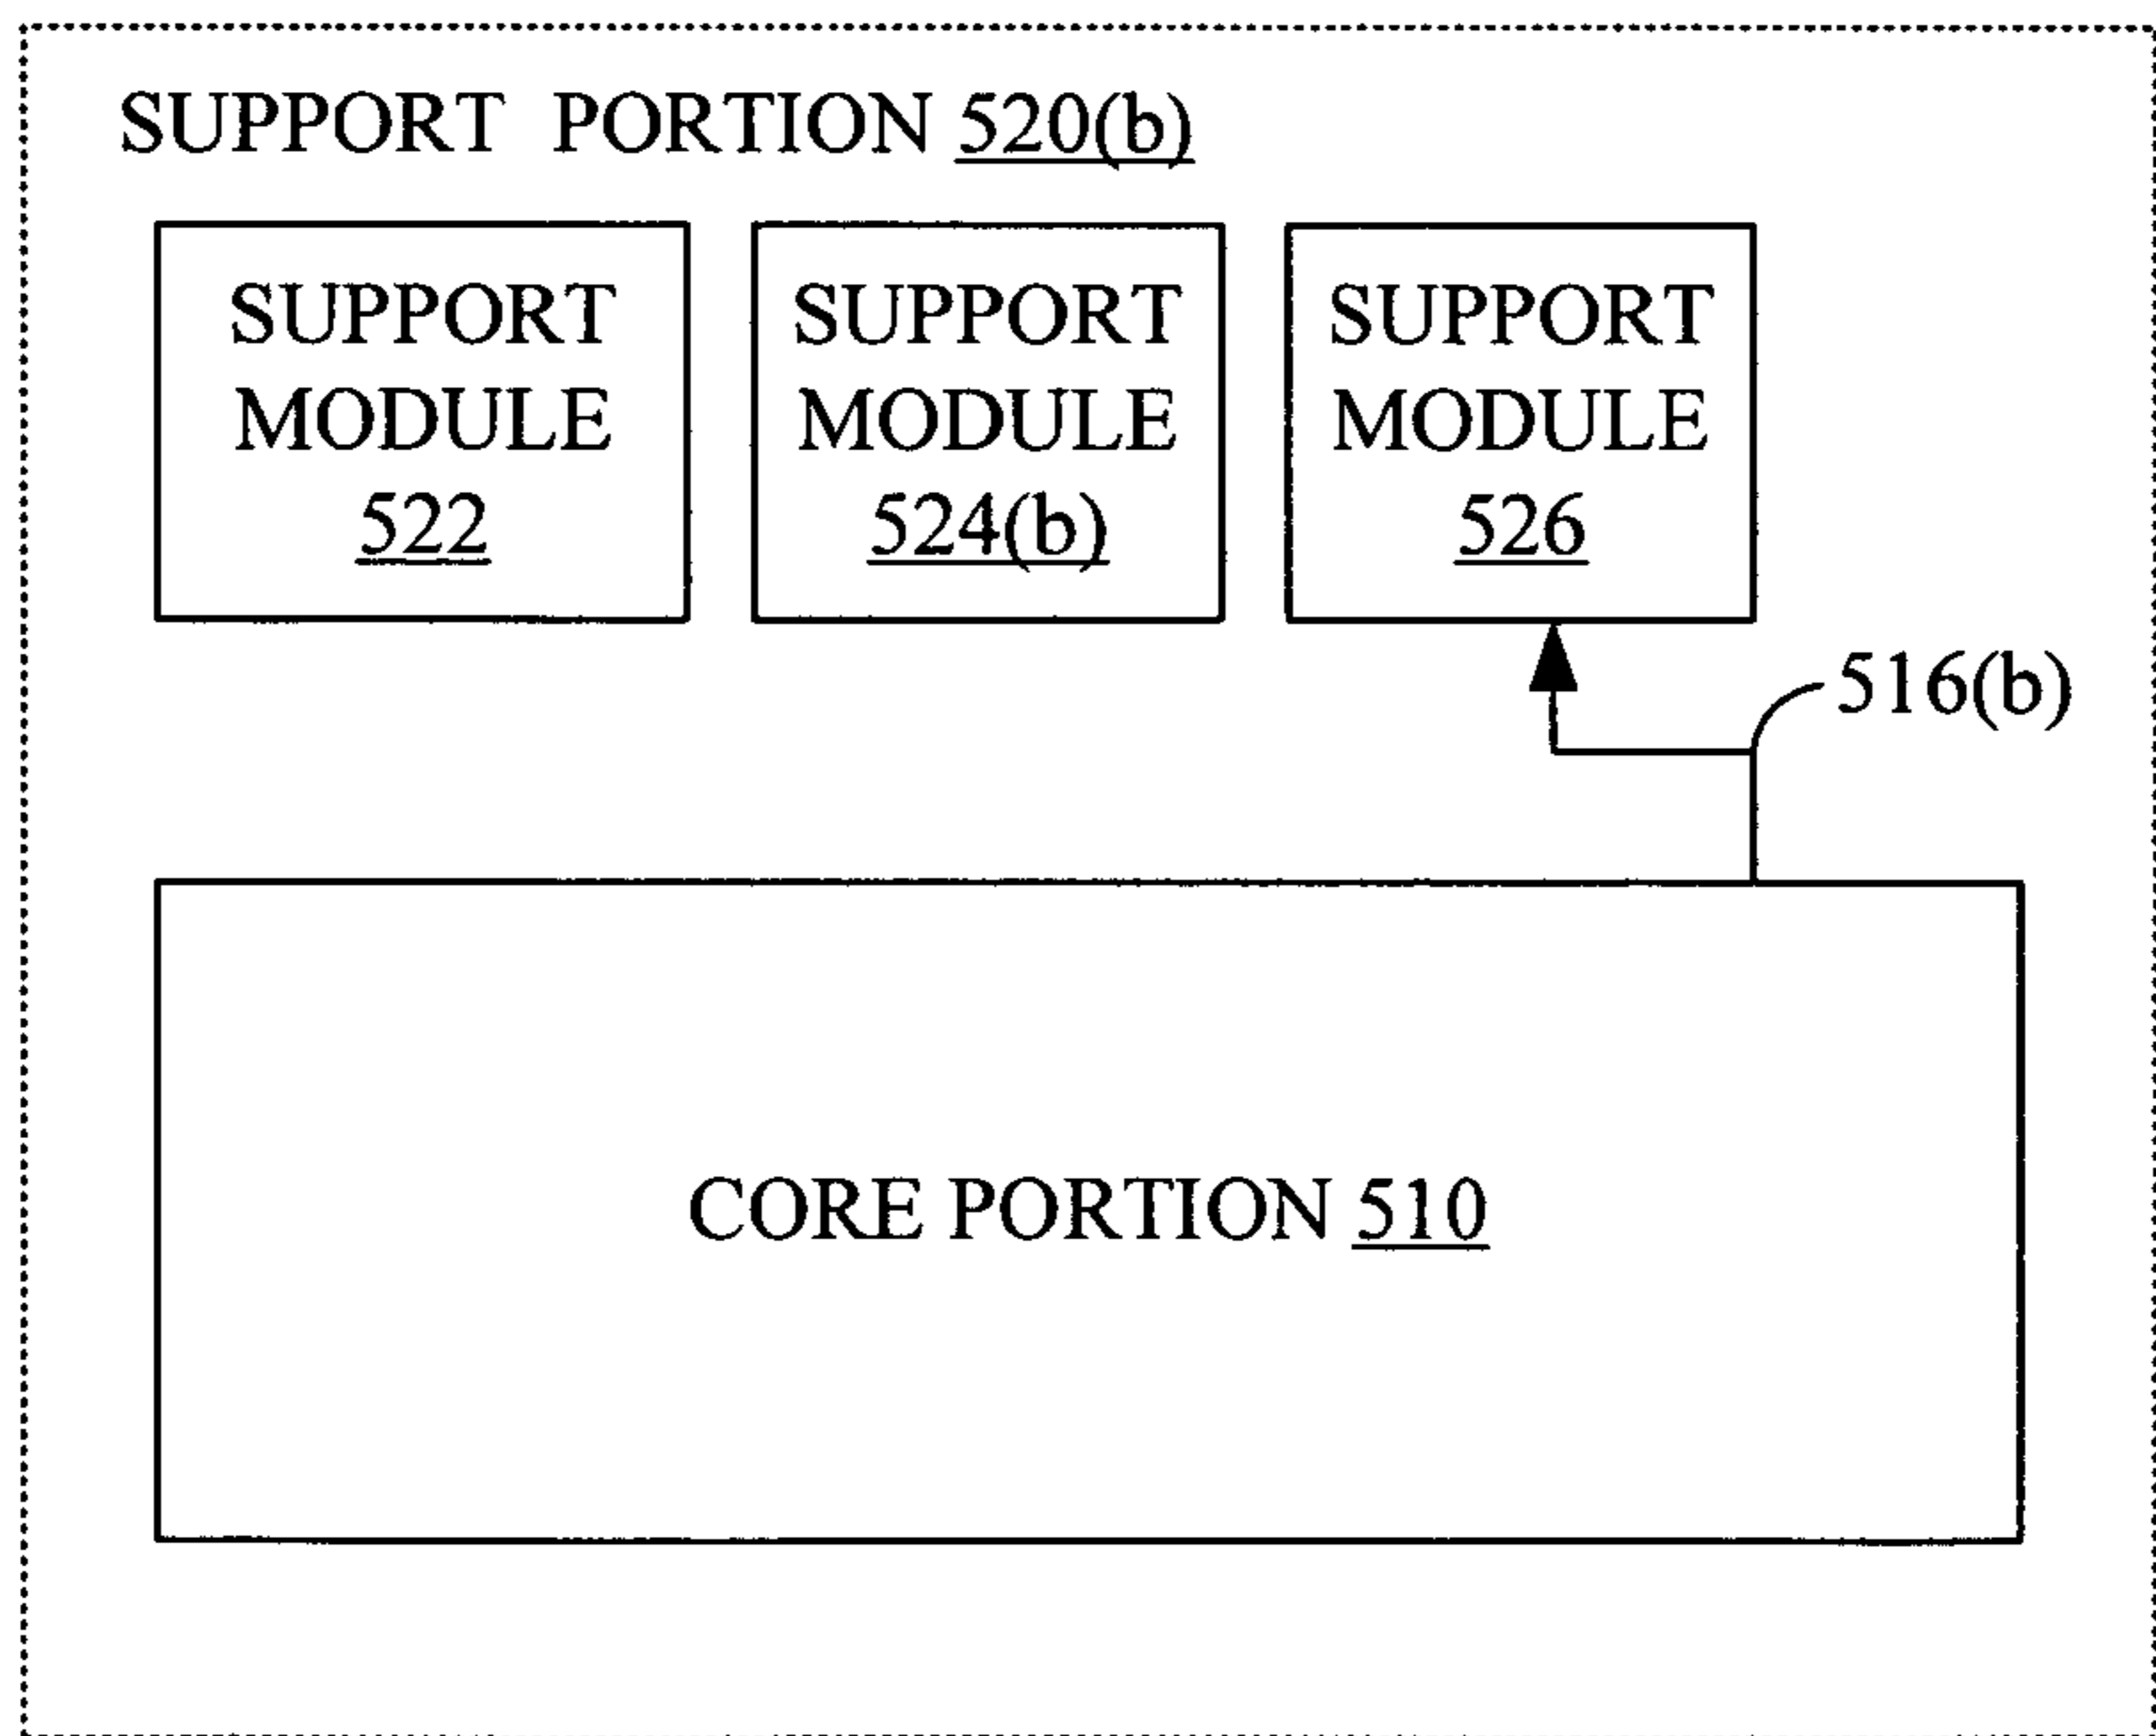 SUPPORT PORTION 520(b)
SUPPORT
MODULE
522
SUPPORT
MODULE
524(b)
SUPPORT
MODULE
526
516(b)
CORE PORTION 510